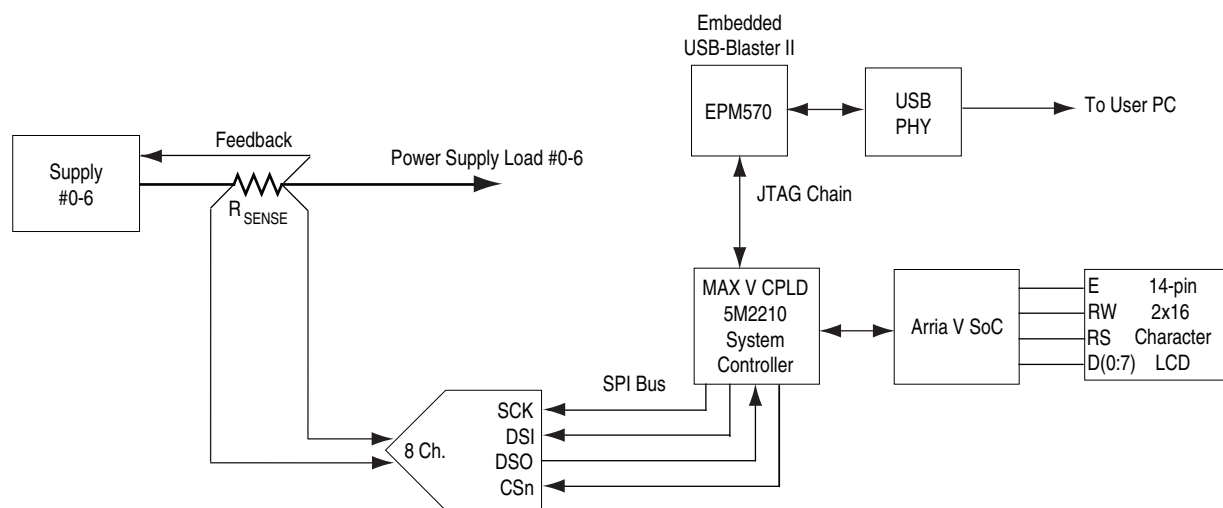 Embedded
USB-Blaster II
EPM570
USB
PHY
To User PC
Feedback
Power Supply Load #0-6
Supply
#0-6
R SENSE
JTAG Chain
MAX V CPLD
5M2210
System
Controller
Arria V SoC
E
RW
RS
D(0:7)
14-pin
2x16
Character
LCD
SPI Bus
8 Ch.
SCK
DSI
DSO
CSn